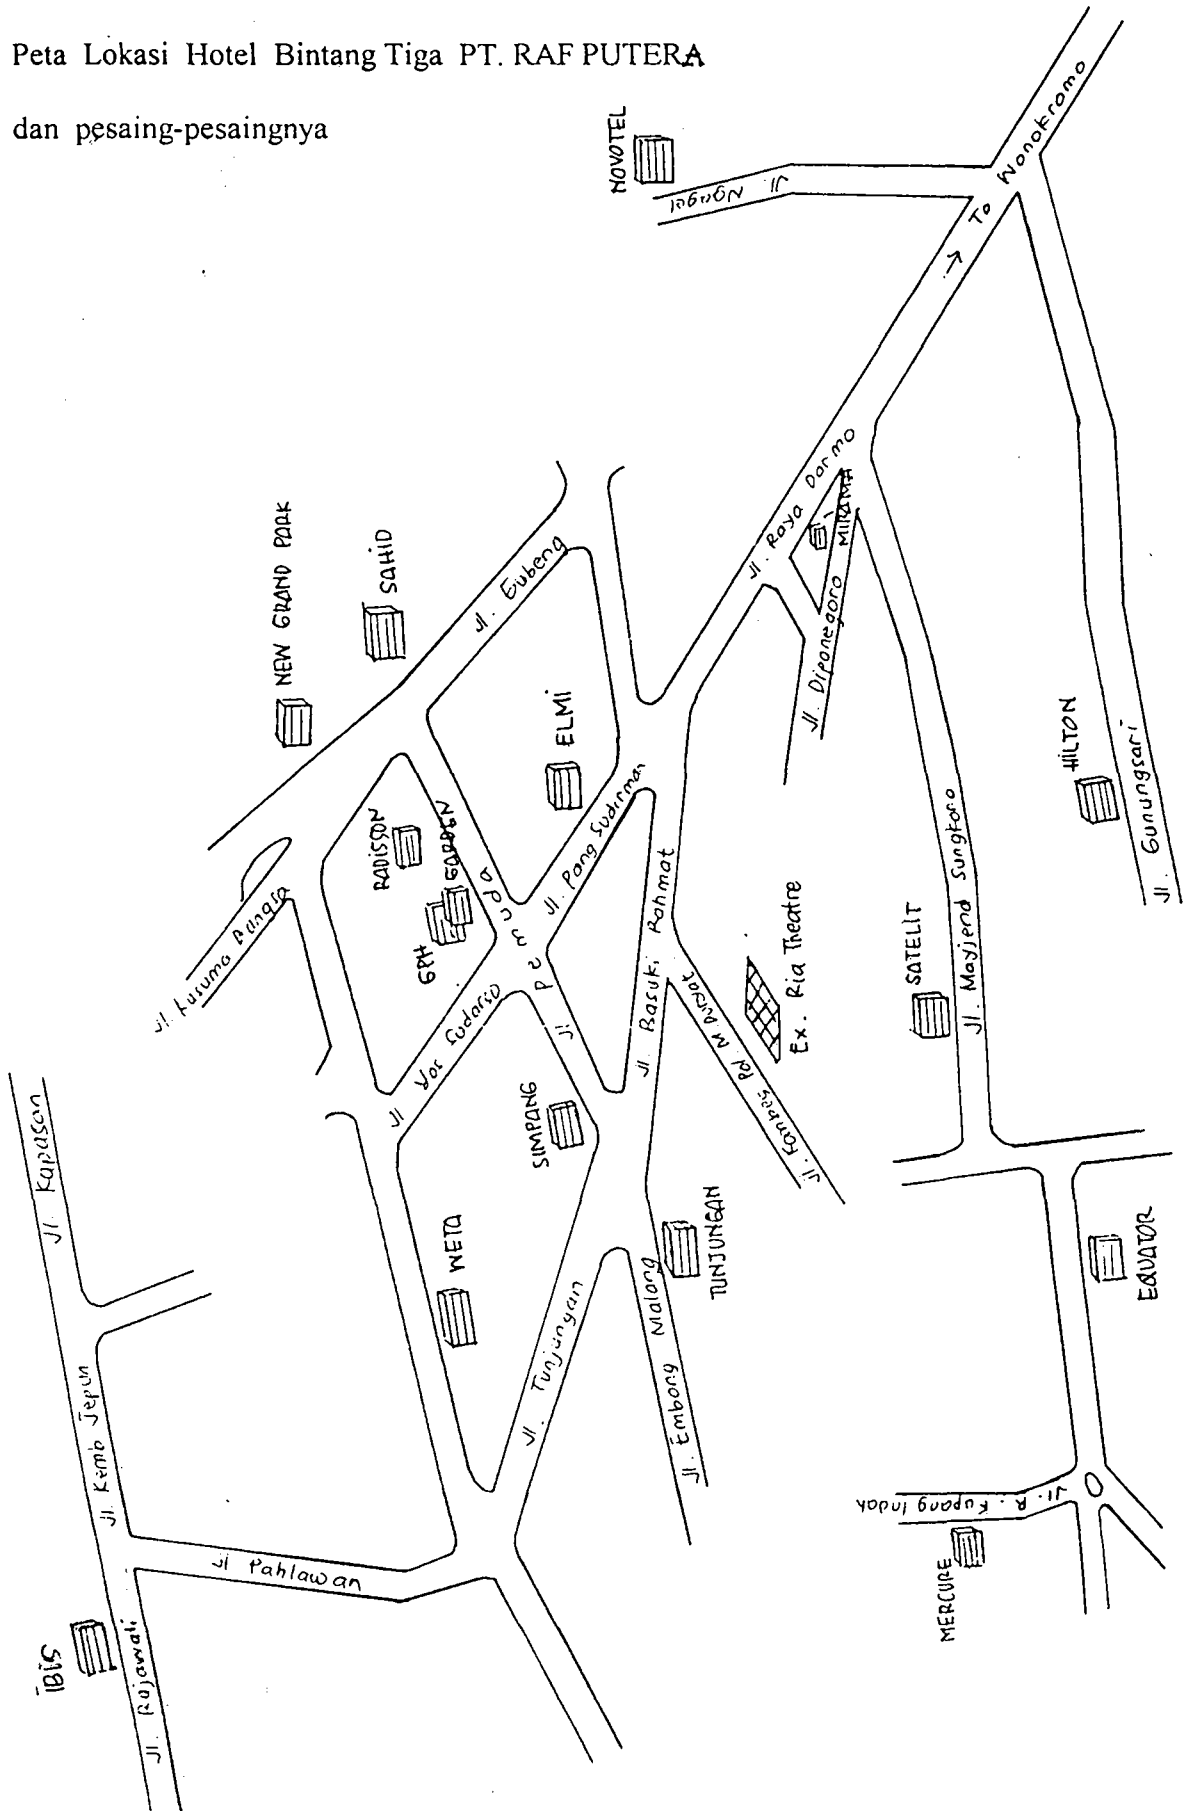 Peta Lokasi Hotel Bintang Tiga PT. RAF PUTERA
dan pesaing-pesaingnya
NOVOTEL
Jl. Ngagel
To Wonokromo
NEW GRAND PARK
SAHID
Jl. Gubeng
Jl. Raya Darmo
MIRAMA
Jl. Diponegoro
ELMI
HILTON
Jl. Gunungsari
RADISSON
GARDEN
GPH
Jl. Pemuda
Jl. Pang Sudirman
Jl. Kusuma Bangsa
Jl Yos Sudarso
Jl. Basuki Rahmat
Ex. Ria Theatre
SATELIT
Jl. Mayjend Sungkono
SIMPANG
Jl. Kapasan
WETA
TUNJUNGAN
EQUATOR
Jl. Tunjungan
Jl. Embong Malang
Jl. Kemb Jepun
Jl Pahlawan
Jl. R. Kupang Indah
MERCURE
IBIS
Jl. Rajawali